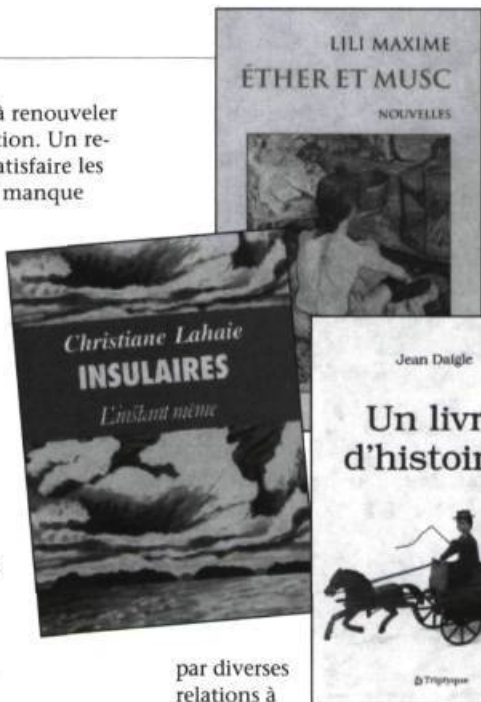 à renouveler
tion. Un re-
atisfaire les
manque
LILI MAXIME
ÉTHER ET MUSC
NOUVELLES
Christiane Lahaie
INSULAIRES
L'instant même
Jean Daigle
Un livr
d'histoir
Triptyque
par diverses
relations à